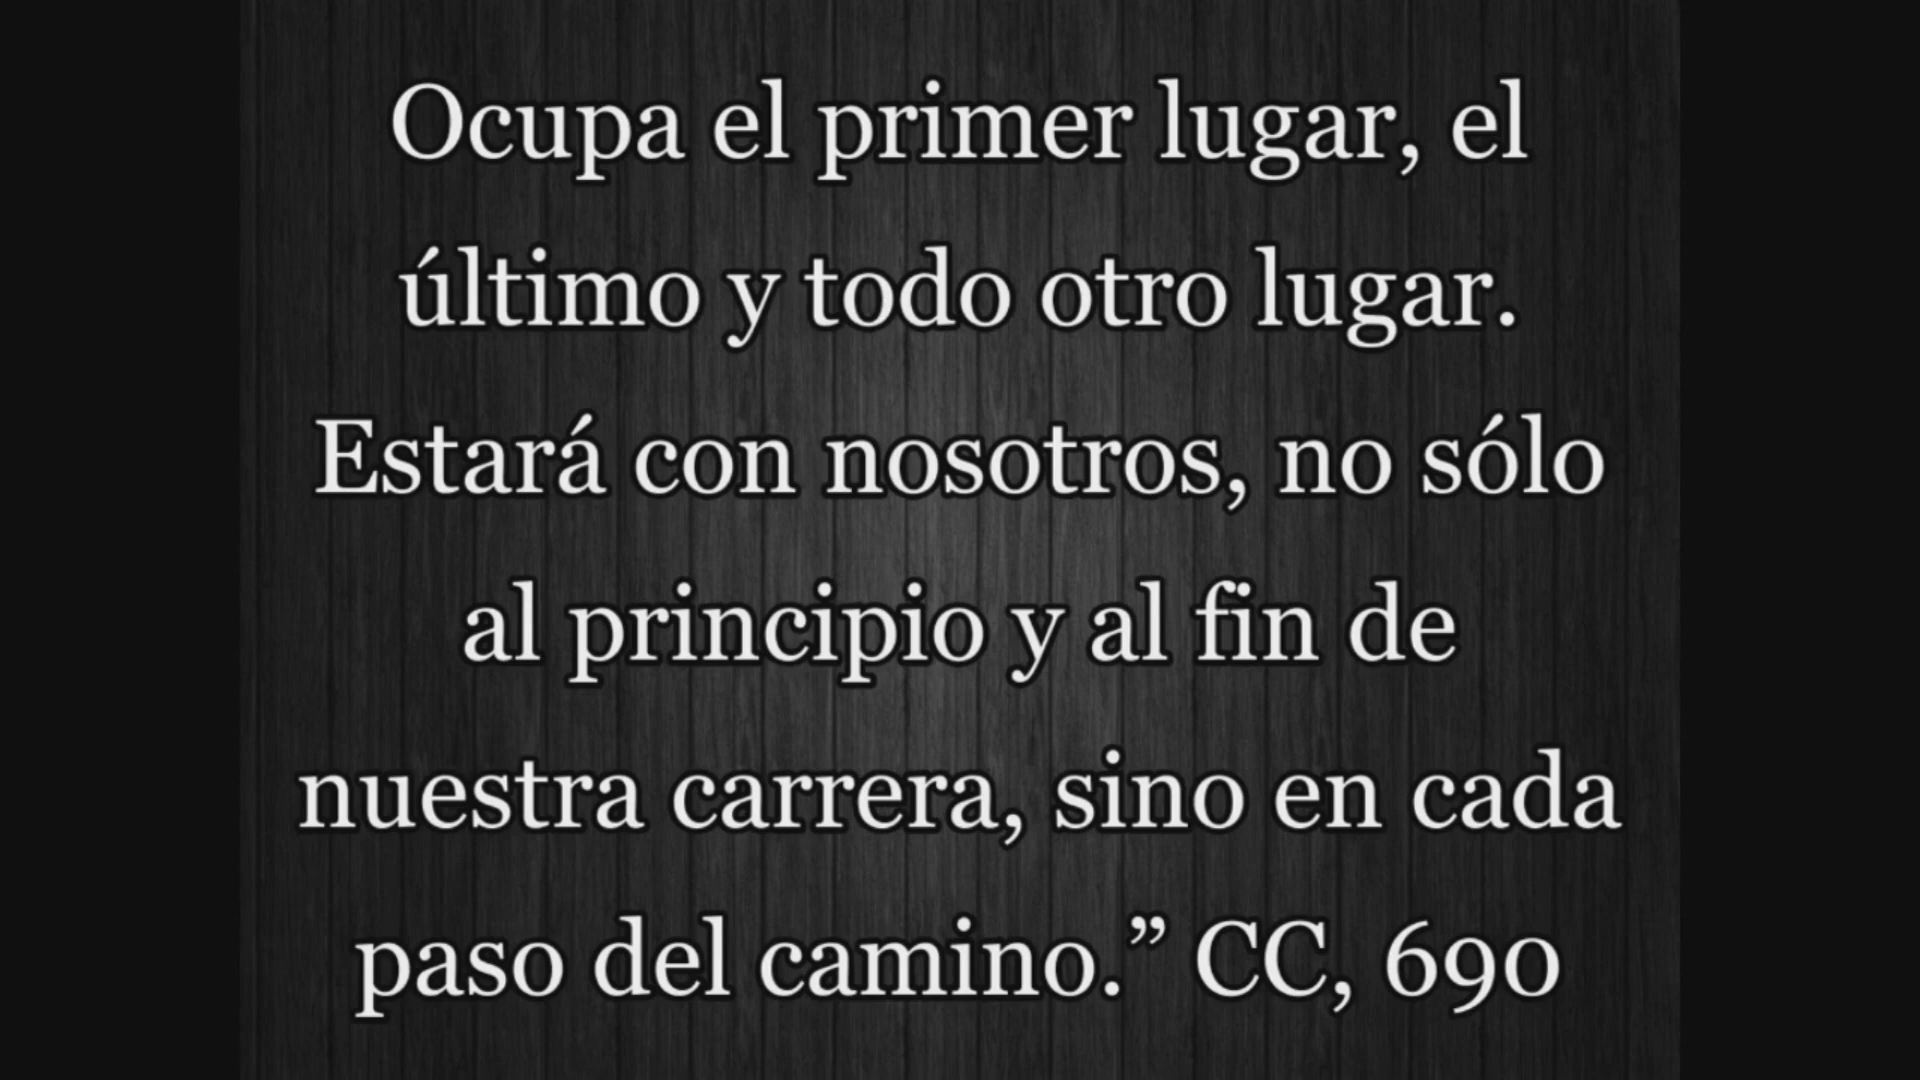 Ocupa el primer lugar, el
último y todo otro lugar.
Estará con nosotros, no sólo
al principio y al fin de
nuestra carrera, sino en cada
paso del camino.” CC, 690